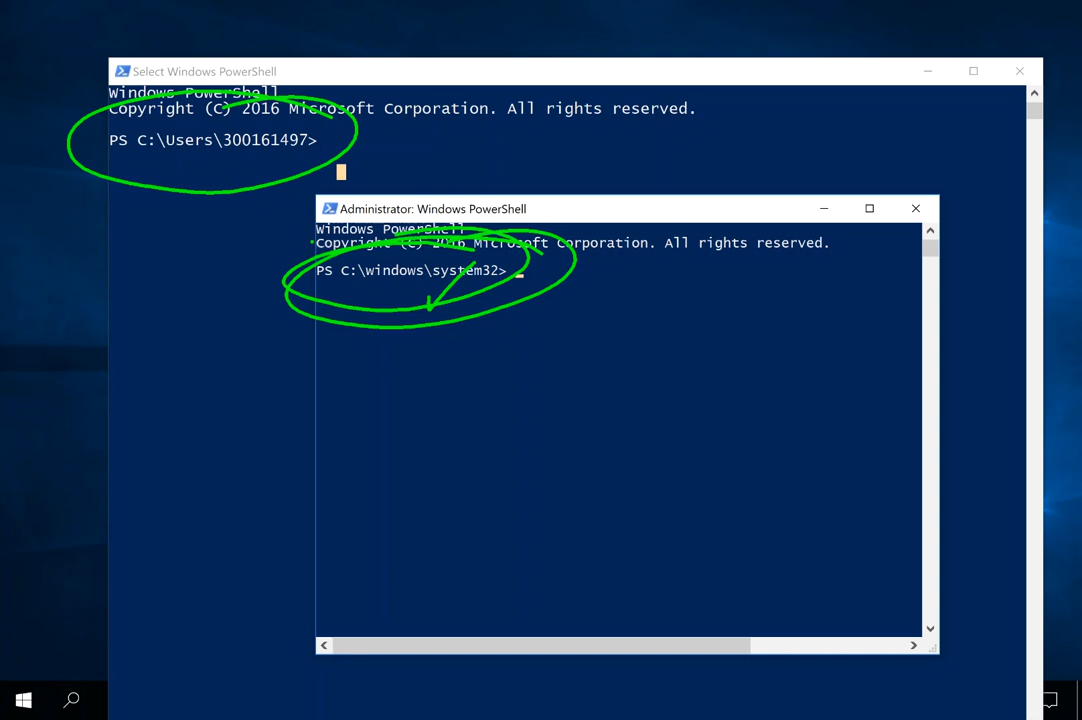 Select Windows PowerShell
Windows PowerShell
Copyright (C) 2016 Microsoft Corporation. All rights reserved.
PS C:\Users\300161497>
Administrator: Windows PowerShell
Windows PowerShell
Copyright (C) 2016 Microsoft Corporation. All rights reserved.
PS C:\windows\system32>